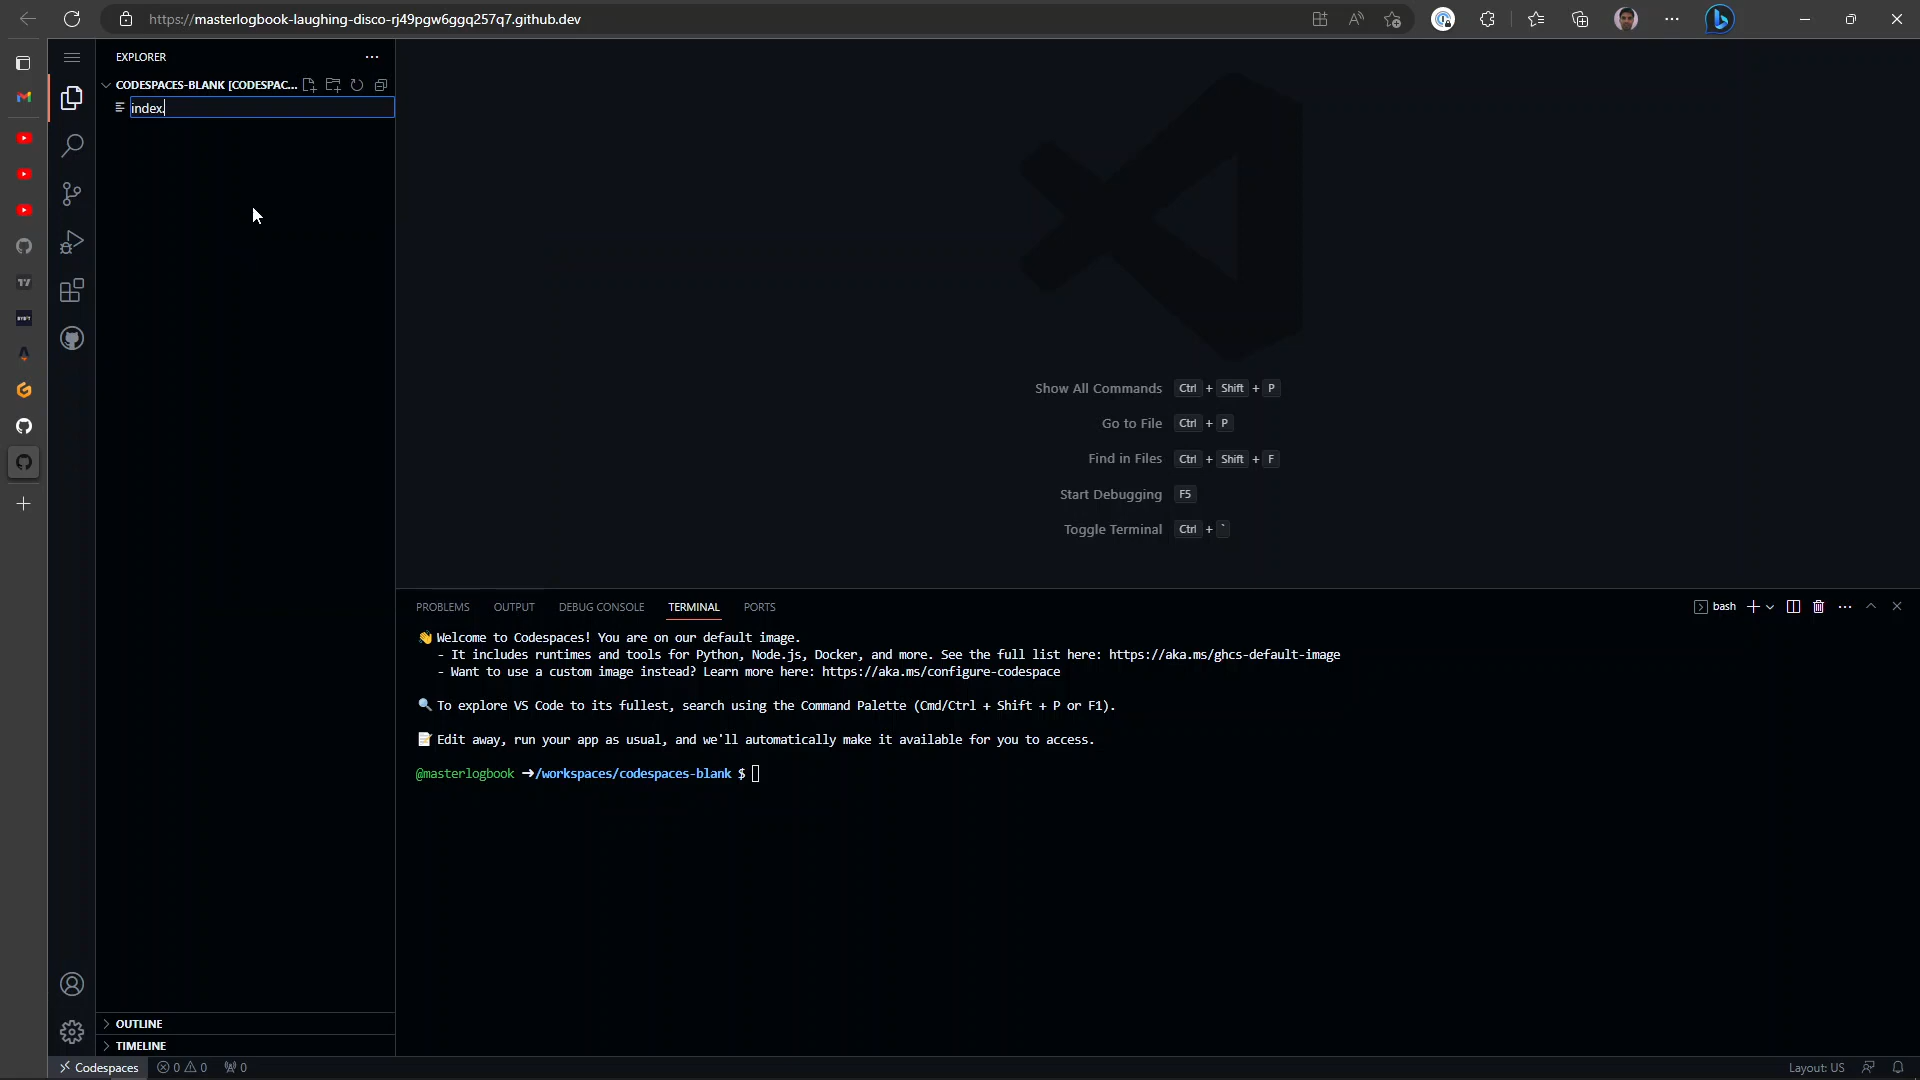 https://masterlogbook-laughing-disco-rj49pgw6ggq257q7.github.dev
EXPLORER
CODESPACES-BLANK [CODESPAC...
index.
Show All Commands Ctrl + Shift + P
Go to File Ctrl + P
Find in Files Ctrl + Shift + F
Start Debugging F5
Toggle Terminal Ctrl + `
PROBLEMS OUTPUT DEBUG CONSOLE TERMINAL PORTS
bash
👋 Welcome to Codespaces! You are on our default image.
- It includes runtimes and tools for Python, Node.js, Docker, and more. See the full list here: https://aka.ms/ghcs-default-image
- Want to use a custom image instead? Learn more here: https://aka.ms/configure-codespace
🔍 To explore VS Code to its fullest, search using the Command Palette (Cmd/Ctrl + Shift + P or F1).
📝 Edit away, run your app as usual, and we'll automatically make it available for you to access.
@masterlogbook ➜/workspaces/codespaces-blank $
OUTLINE
TIMELINE
Codespaces 0 0 0
Layout: US